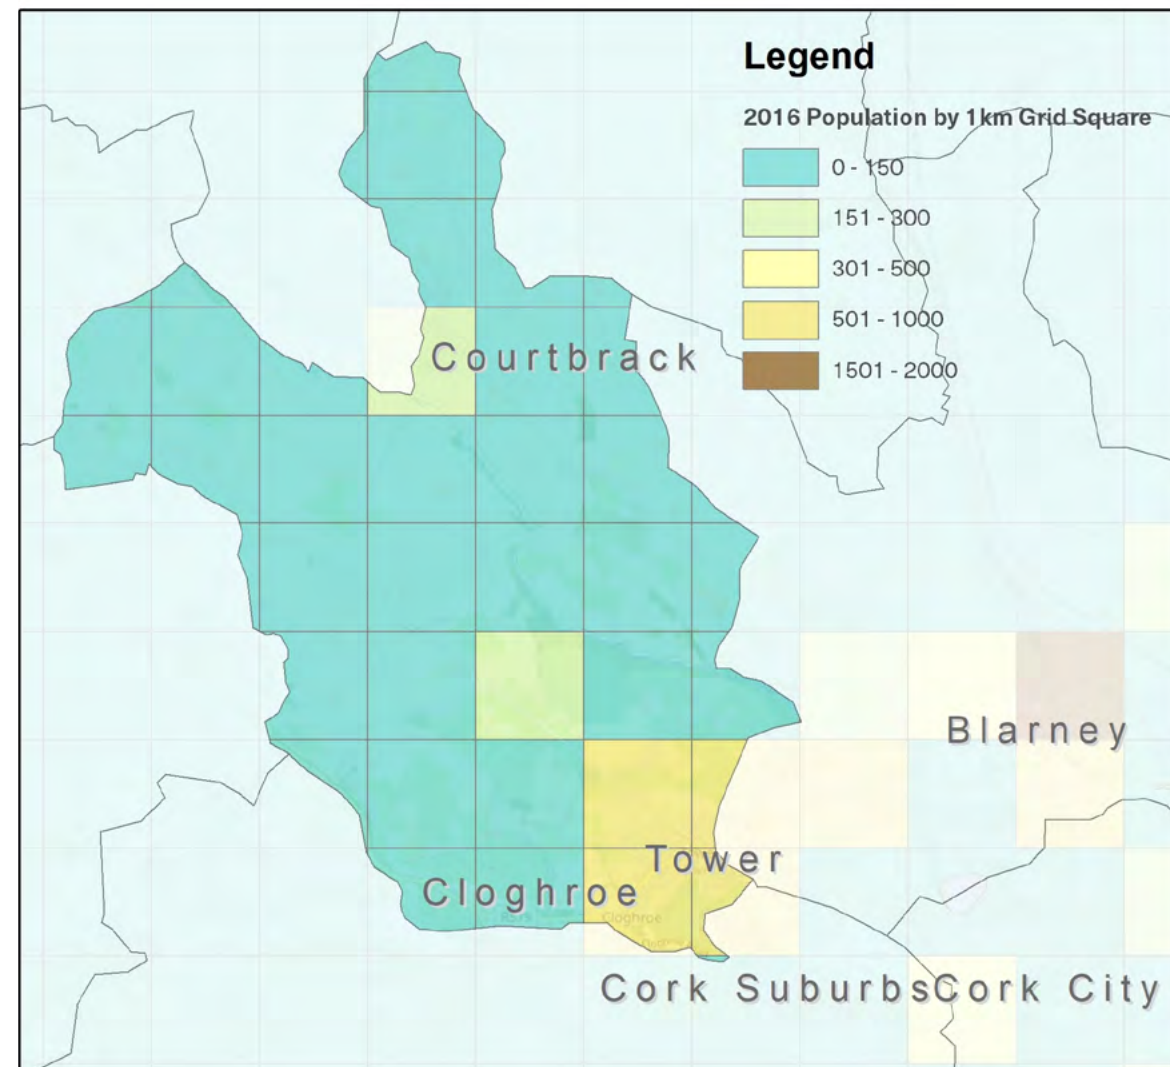 Legend
2016 Population by 1km Grid Square
0 - 150
151 - 300
301 - 500
501 - 1000
1501 - 2000
Courtbrack
Blarney
Tower
Cloghroe
Cloghroe
Cork Suburbs
Cork City